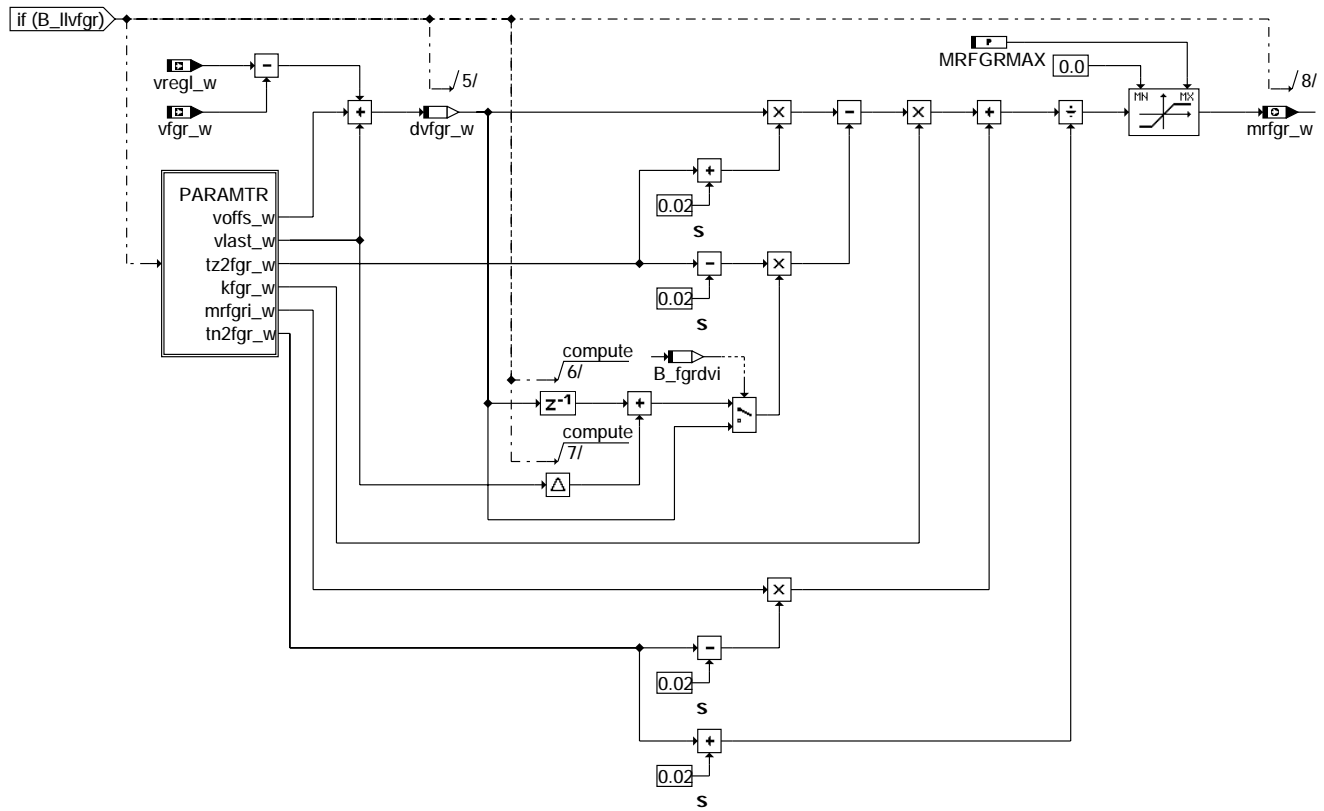 if (B_llvfgr)
P
MRFGRMAX
0.0
vregl_w
5/
8/
MN
MX
vfgr_w
dvfgr_w
mrfgr_w
PARAMTR
voffs_w
vlast_w
tz2fgr_w
kfgr_w
mrfgri_w
tn2fgr_w
0.02
s
0.02
s
compute
6/
B_fgrdvi
z-1
compute
7/
0.02
s
0.02
s